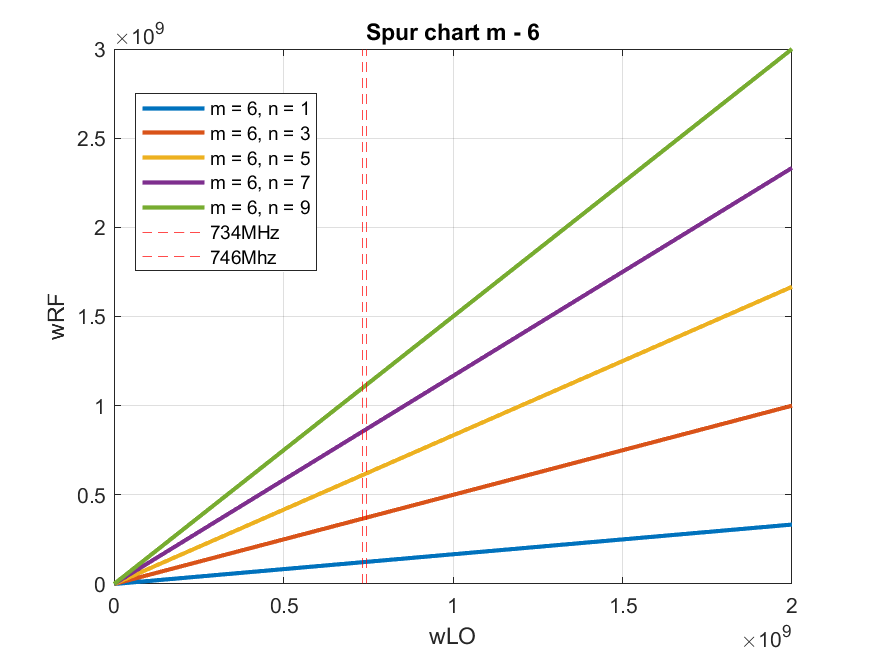 Spur chart m - 6
×10⁹
3
2.5
2
1.5
1
0.5
0
wRF
m = 6, n = 1
m = 6, n = 3
m = 6, n = 5
m = 6, n = 7
m = 6, n = 9
734MHz
746Mhz
0 0.5 1 1.5 2
wLO
×10⁹